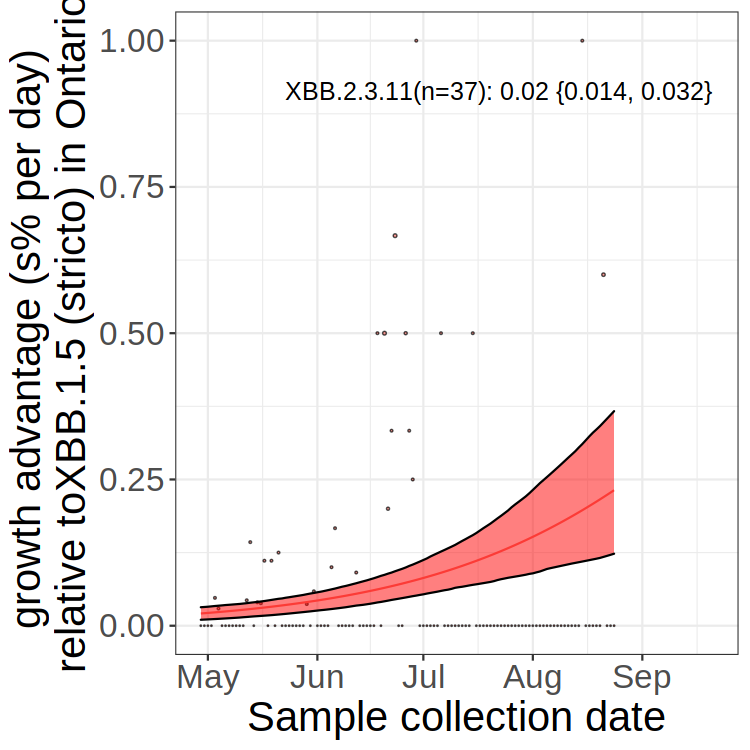 growth advantage (s% per day)
relative toXBB.1.5 (stricto) in Ontario
1.00
0.75
0.50
0.25
0.00
XBB.2.3.11(n=37): 0.02 {0.014, 0.032}
May Jun Jul Aug Sep
Sample collection date